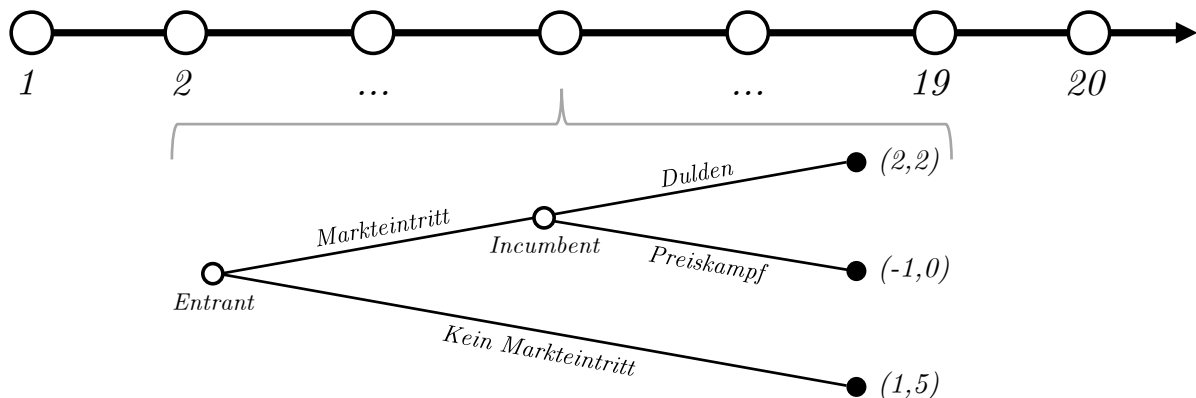 1 2 ... ... 19 20
Dulden (2,2)
Markteintritt
Incumbent
Preiskampf (-1,0)
Entrant
Kein Markteintritt
(1,5)